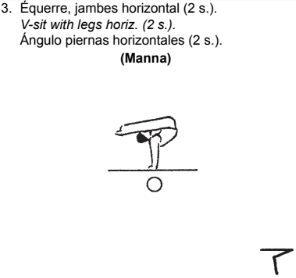 3. Équerre, jambes horizontal (2 s.).
V-sit with legs horiz. (2 s.).
Ángulo piernas horizontales (2 s.).
(Manna)